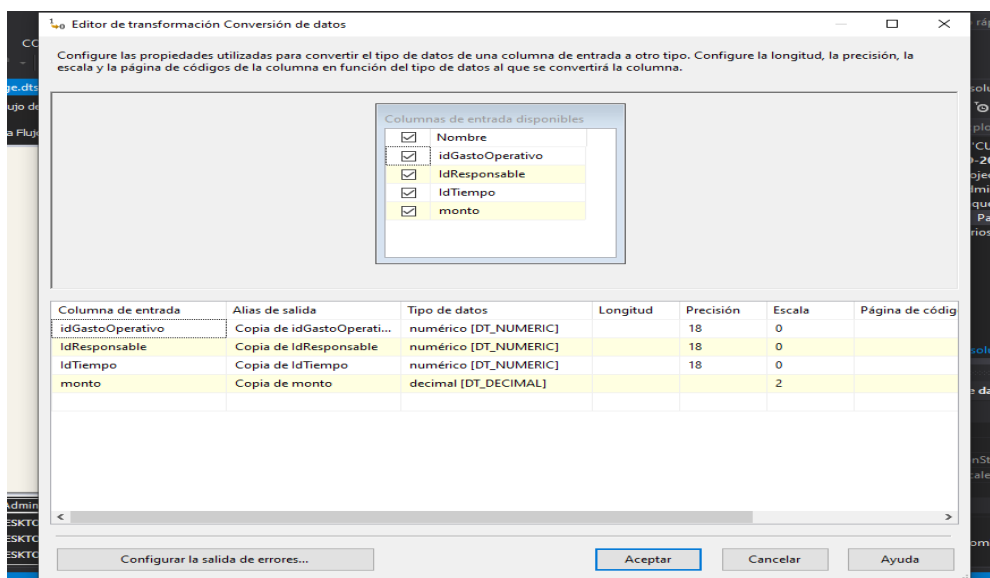 Editor de transformación Conversión de datos
Configure las propiedades utilizadas para convertir el tipo de datos de una columna de entrada a otro tipo. Configure la longitud, la precisión, la
escala y la página de códigos de la columna en función del tipo de datos al que se convertirá la columna.
Columnas de entrada disponibles
Nombre
idGastoOperativo
IdResponsable
IdTiempo
monto
Columna de entrada Alias de salida Tipo de datos Longitud Precisión Escala Página de códig
idGastoOperativo Copia de idGastoOperati... numérico [DT_NUMERIC] 18 0
IdResponsable Copia de IdResponsable numérico [DT_NUMERIC] 18 0
IdTiempo Copia de IdTiempo numérico [DT_NUMERIC] 18 0
monto Copia de monto decimal [DT_DECIMAL] 2
Configurar la salida de errores... Aceptar Cancelar Ayuda